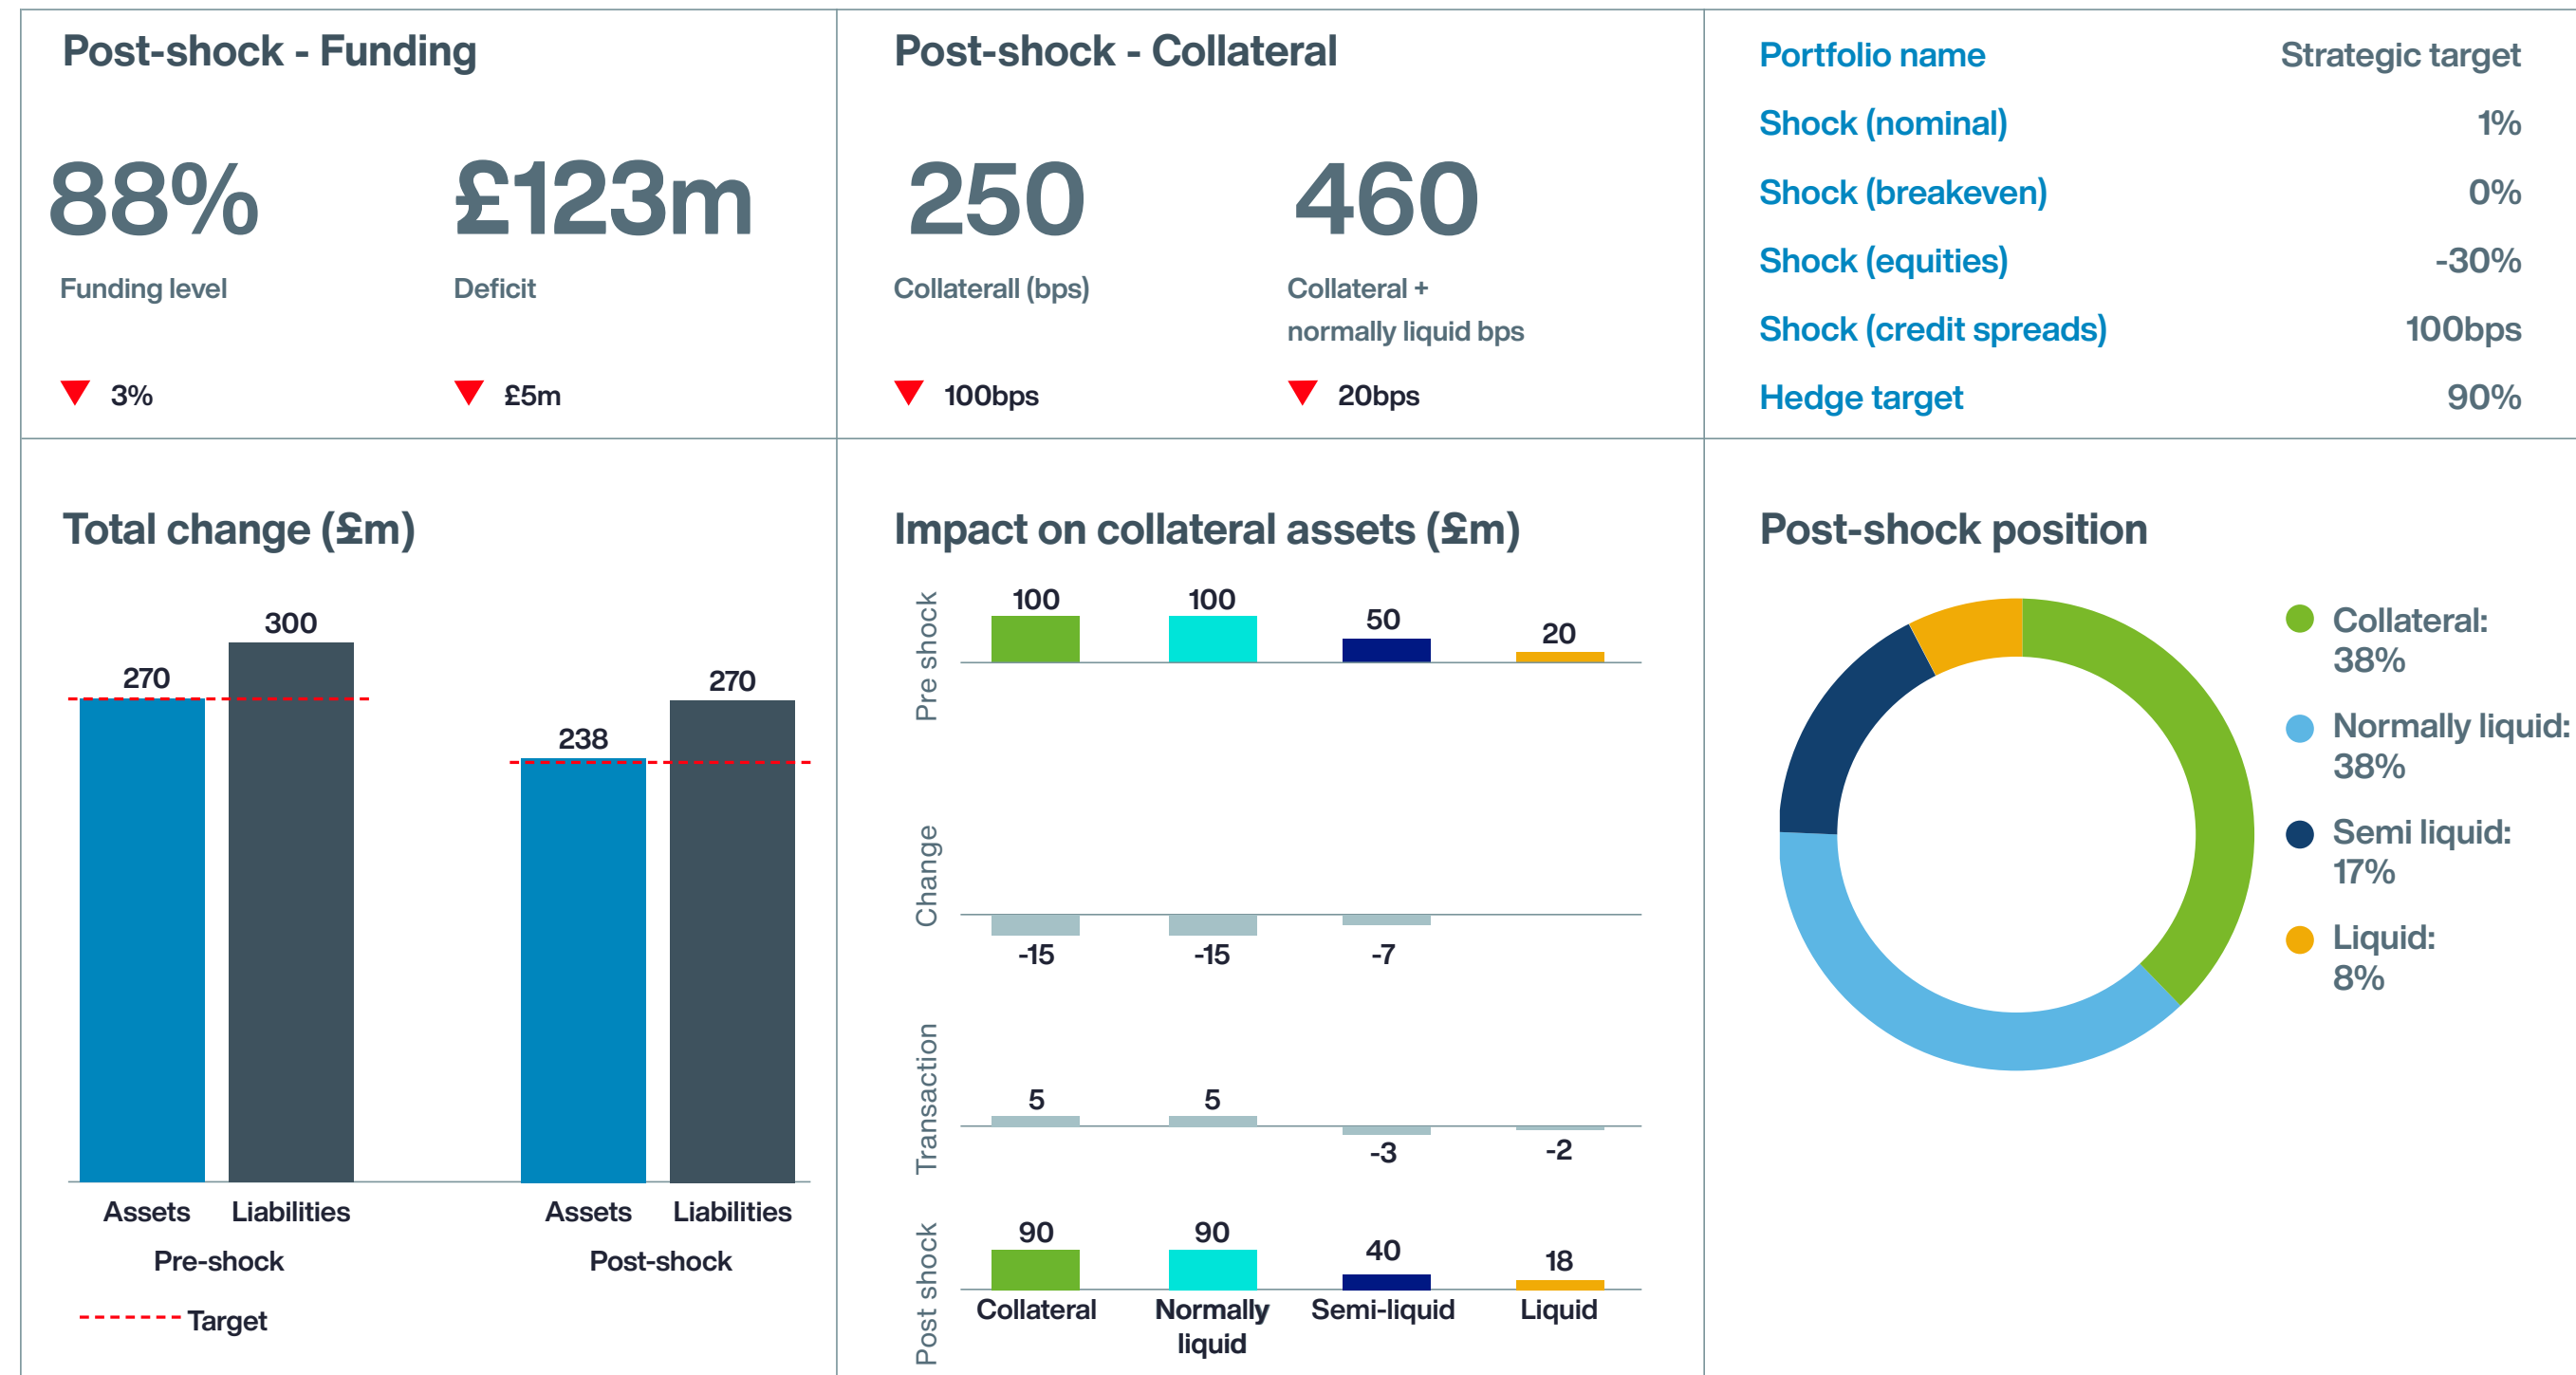 Post-shock - Funding
88%
£123m
Funding level
Deficit
3%
£5m
Post-shock - Collateral
250
460
Collaterall (bps)
Collateral +
normally liquid bps
100bps
20bps
Portfolio name Strategic target
Shock (nominal) 1%
Shock (breakeven) 0%
Shock (equities) -30%
Shock (credit spreads) 100bps
Hedge target 90%
Total change (£m)
270
300
238
270
Assets Liabilities
Assets Liabilities
Pre-shock
Post-shock
Target
Impact on collateral assets (£m)
Pre shock
100 100 50 20
Change
-15 -15 -7
Transaction
5 5 -3 -2
Post shock
90 90 40 18
Collateral
Normally
liquid
Semi-liquid
Liquid
Post-shock position
Collateral:
38%
Normally liquid:
38%
Semi liquid:
17%
Liquid:
8%